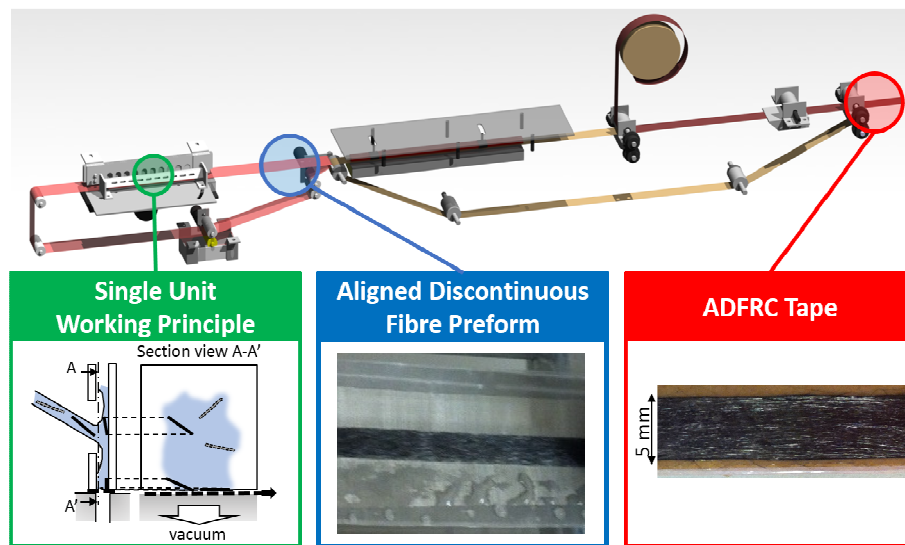 Single Unit
Working Principle
Section view A-A’
A
A’
vacuum
Aligned Discontinuous
Fibre Preform
ADFRC Tape
5 mm